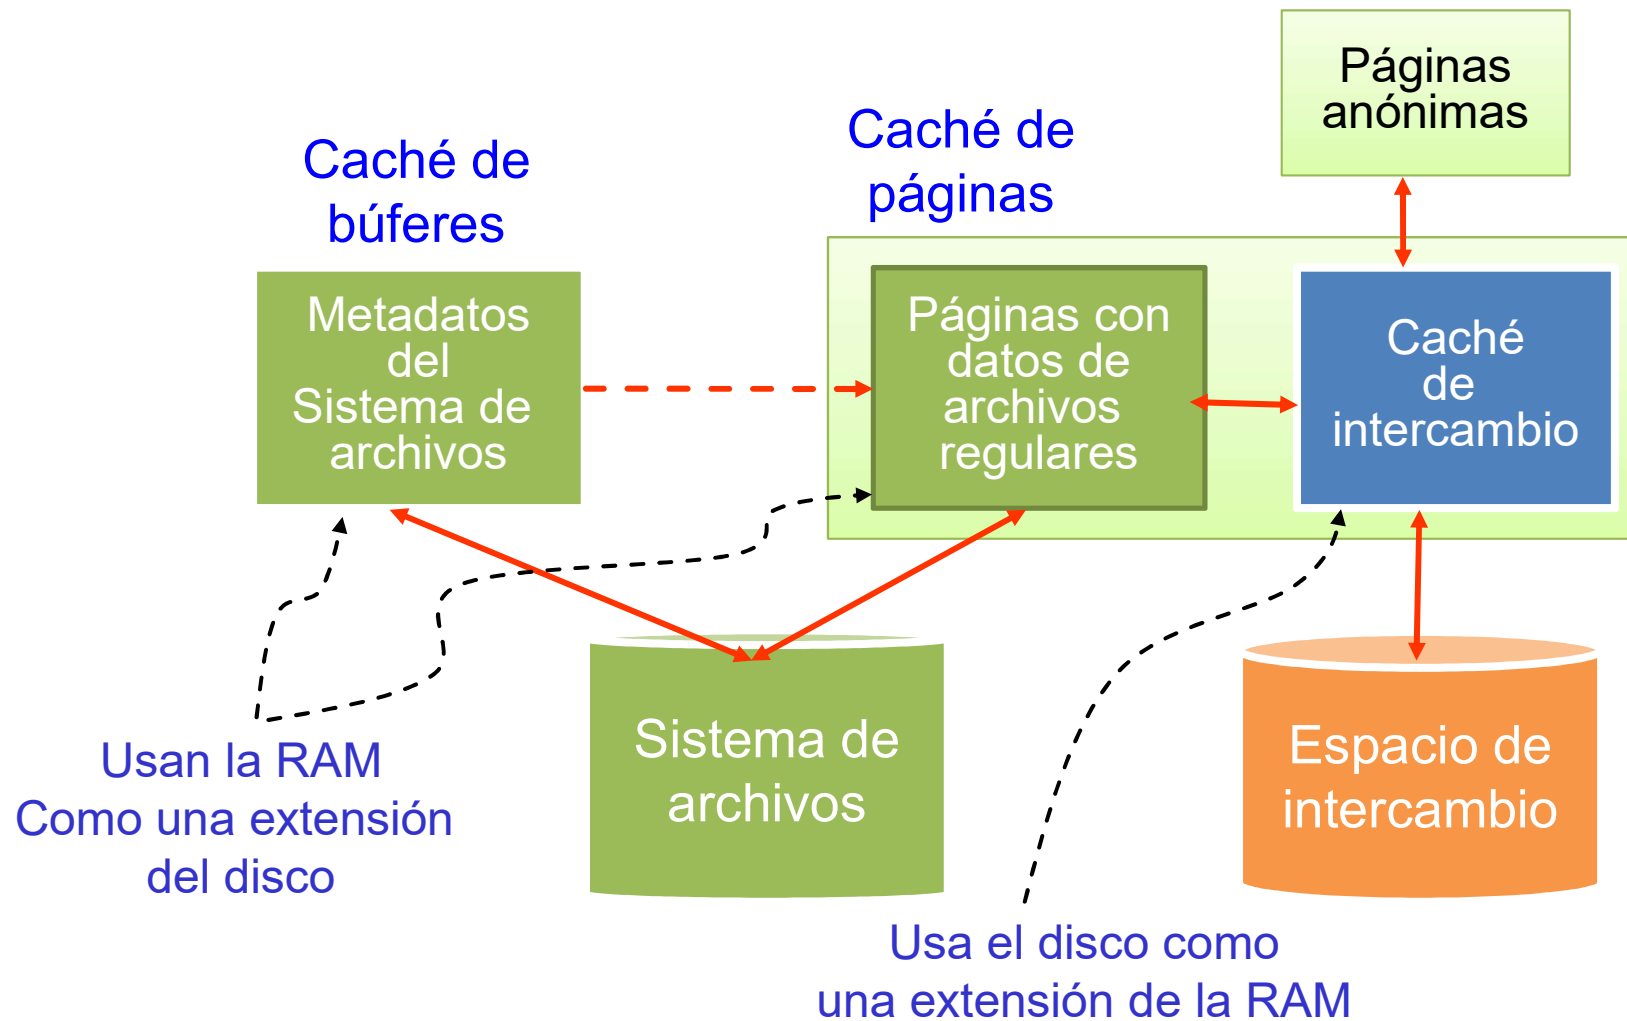 Páginas
anónimas
Caché de
páginas
Caché de
búferes
Metadatos
del
Sistema de
archivos
Páginas con
datos de
archivos
regulares
Caché
de
intercambio
Sistema de
archivos
Espacio de
intercambio
Usan la RAM
Como una extensión
del disco
Usa el disco como
una extensión de la RAM